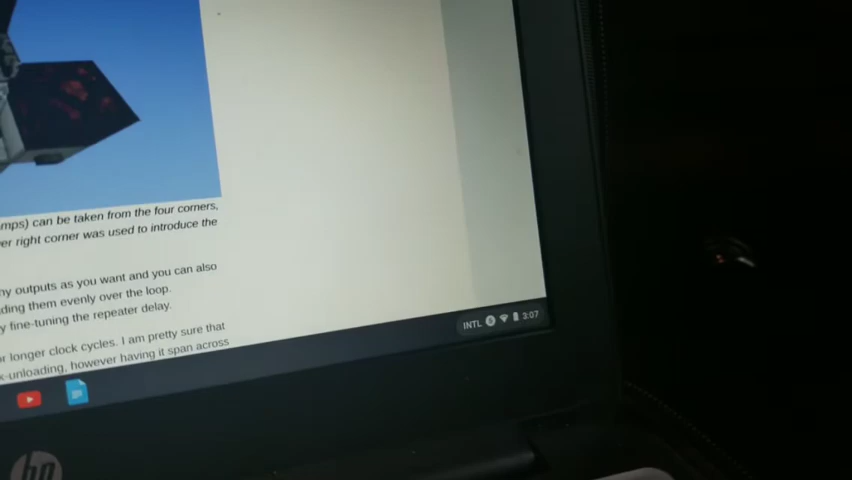 mps) can be taken from the four corners,
er right corner was used to introduce the
ny outputs as you want and you can also
ding them evenly over the loop.
y fine-tuning the repeater delay.
or longer clock cycles. I am pretty sure that
k-unloading, however having it span across
INTL 3:07
hp